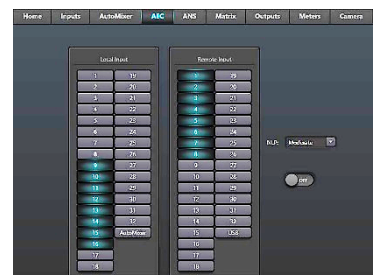 Home Inputs AutoMixer AEC ANS Matrix Outputs Meters Camera
Local Input Remote Input
1 19 1 19
2 20 2 20
3 21 3 21
4 22 4 22
5 23 5 23
6 24 6 24
7 25 7 25
8 26 8 26
9 27 9 27
10 28 10 28
11 29 11 29
12 30 12 30
13 31 13 31
14 32 14 32
15 AutoMixer 15 USB
16 16
17 17
18 18
NLP: Moderate
Off